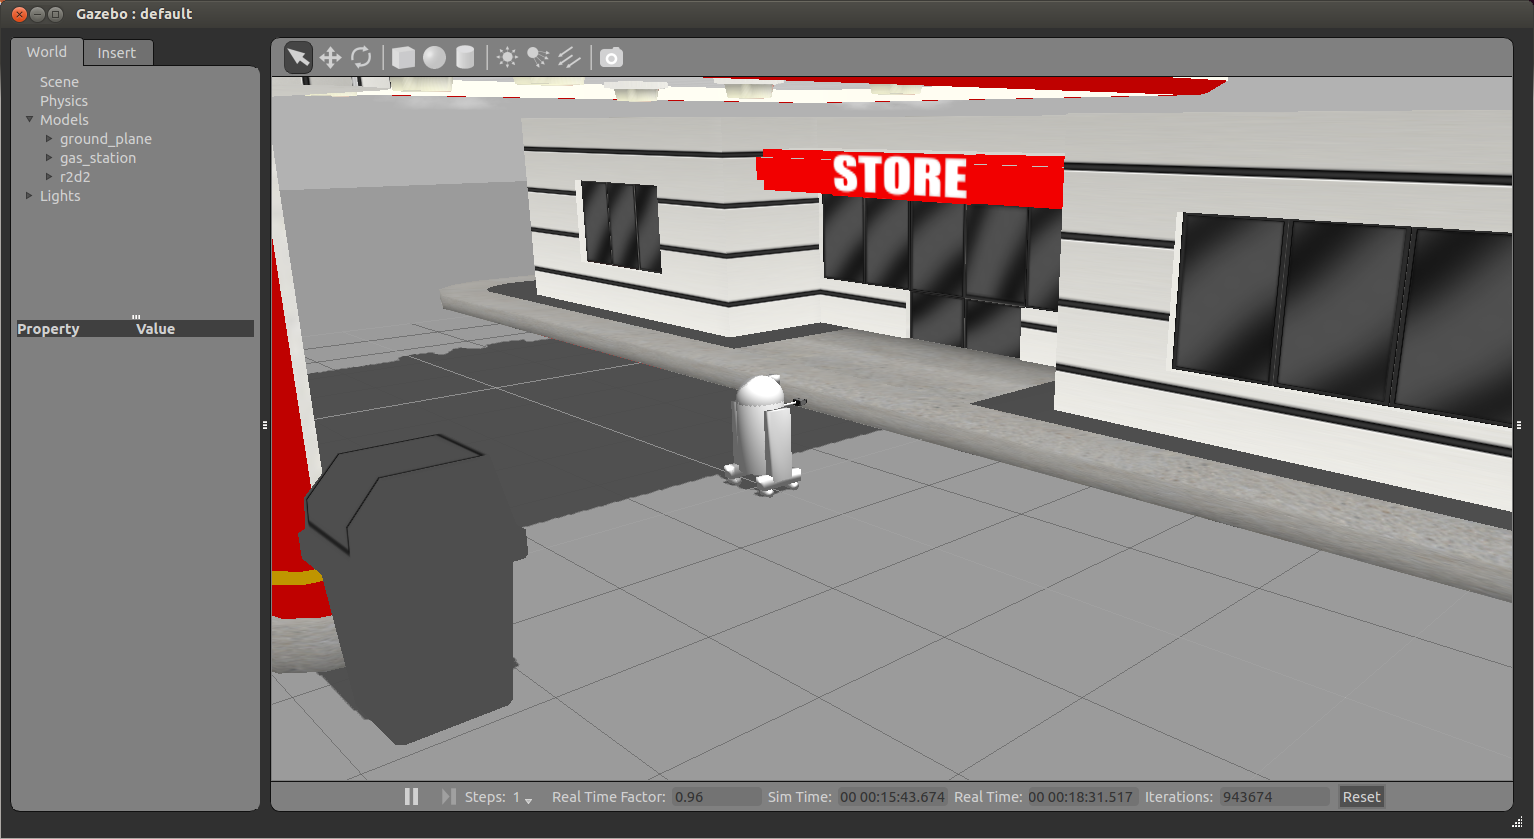 Gazebo : default
World Insert
Scene
Physics
Models
ground_plane
gas_station
r2d2
Lights
Property Value
STORE
Steps: 1 Real Time Factor: 0.96 Sim Time: 00 00:15:43.674 Real Time: 00 00:18:31.517 Iterations: 943674 Reset